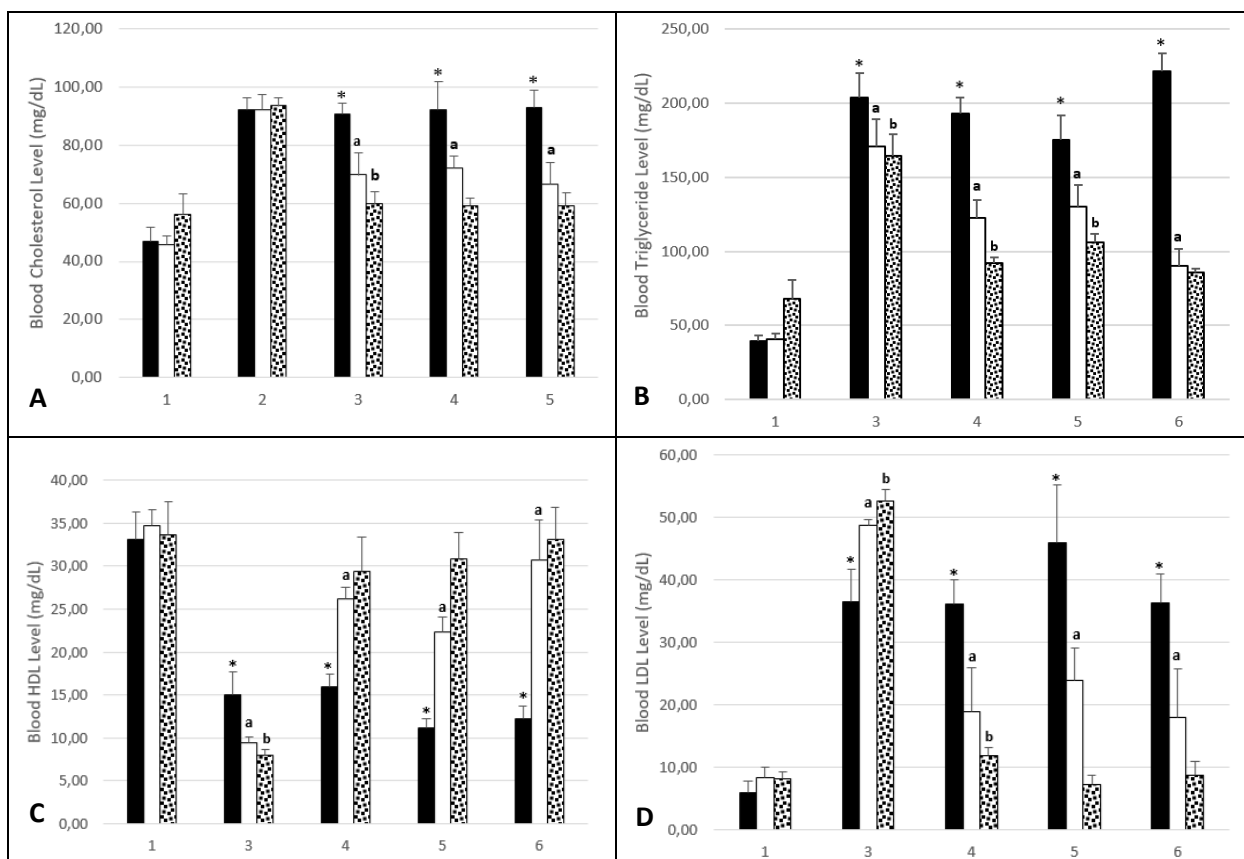 120,00
100,00
80,00
60,00
40,00
20,00
0,00
Blood Cholesterol Level (mg/dL)
* * *
a a a
b
1 2 3 4 5
A
250,00
200,00
150,00
100,00
50,00
0,00
Blood Triglyceride Level (mg/dL)
* * * *
a a a a
b b b
1 3 4 5 6
B
40,00
35,00
30,00
25,00
20,00
15,00
10,00
5,00
0,00
Blood HDL Level (mg/dL)
* * * *
a a a a
b
1 3 4 5 6
C
60,00
50,00
40,00
30,00
20,00
10,00
0,00
Blood LDL Level (mg/dL)
* * * *
a a a a
b b
1 3 4 5 6
D